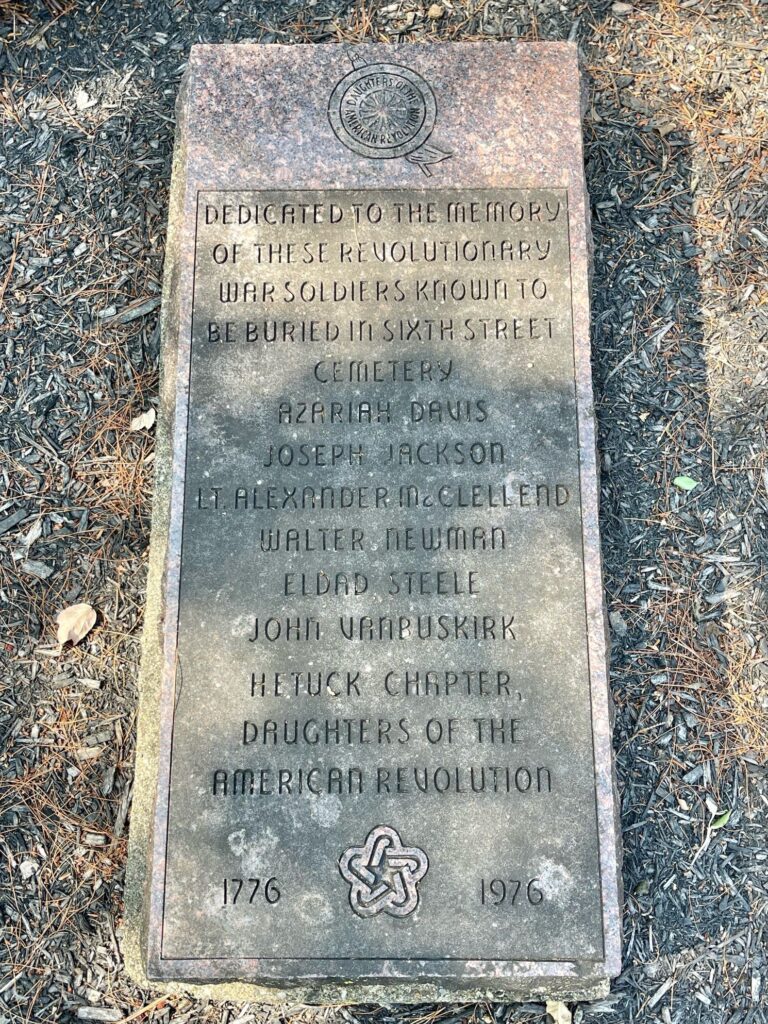 DAUGHTERS OF THE
AMERICAN REVOLUTION
DEDICATED TO THE MEMORY
OF THESE REVOLUTIONARY
WAR SOLDIERS KNOWN TO
BE BURIED IN SIXTH STREET
CEMETERY
AZARIAH DAVIS
JOSEPH JACKSON
LT. ALEXANDER McCLELLEND
WALTER NEWMAN
ELDAD STEELE
JOHN VANBUSKIRK
HETUCK CHAPTER,
DAUGHTERS OF THE
AMERICAN REVOLUTION
1776 1976